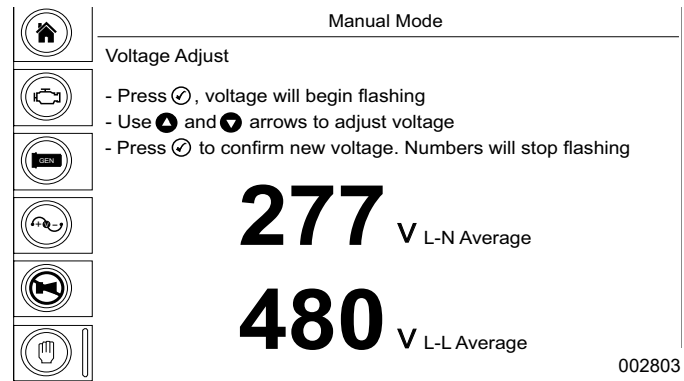 Manual Mode
Voltage Adjust
- Press ✓, voltage will begin flashing
- Use ▲ and ▼ arrows to adjust voltage
- Press ✓ to confirm new voltage. Numbers will stop flashing
GEN
277 V L-N Average
+ V -
480 V L-L Average
002803